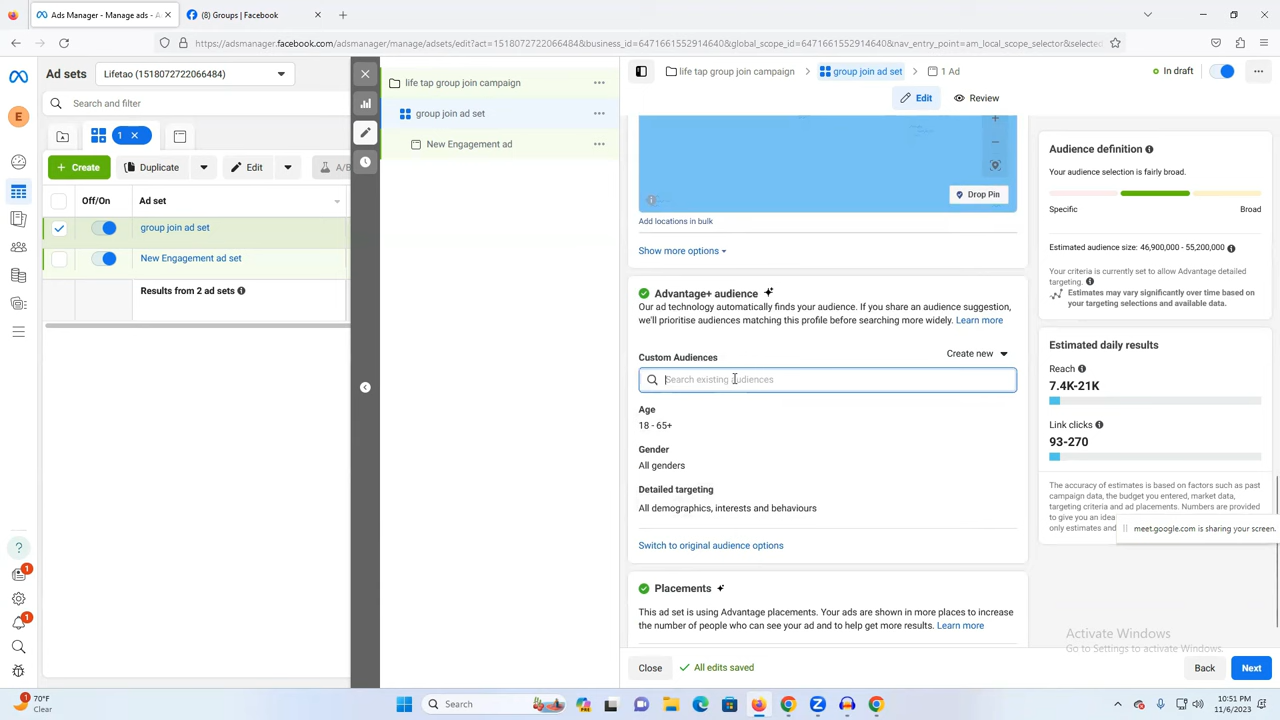 Ads Manager - Manage ads - A
(8) Groups | Facebook
https://adsmanager.facebook.com/adsmanager/manage/adsets/edit?act=1518072722066484&business_id=6471661552914640&global_scope_id=6471661552914640&nav_entry_point=am_local_scope_selector&selectec
Ad sets
Lifetao (1518072722066484)
Search and filter
1
Create
Duplicate
Edit
A/B
Off/On
Ad set
group join ad set
New Engagement ad set
Results from 2 ad sets
E
1
1
life tap group join campaign
group join ad set
New Engagement ad
life tap group join campaign
group join ad set
1 Ad
In draft
Edit
Review
Drop Pin
Add locations in bulk
Show more options
Advantage+ audience
Our ad technology automatically finds your audience. If you share an audience suggestion,
we'll prioritise audiences matching this profile before searching more widely. Learn more
Custom Audiences
Create new
Search existing audiences
Age
18 - 65+
Gender
All genders
Detailed targeting
All demographics, interests and behaviours
Switch to original audience options
Placements
This ad set is using Advantage placements. Your ads are shown in more places to increase
the number of people who can see your ad and to help get more results. Learn more
Close
All edits saved
Back
Next
Audience definition
Your audience selection is fairly broad.
Specific
Broad
Estimated audience size: 46,900,000 - 55,200,000
Your criteria is currently set to allow Advantage detailed
targeting.
Estimates may vary significantly over time based on
your targeting selections and available data.
Estimated daily results
Reach
7.4K-21K
Link clicks
93-270
The accuracy of estimates is based on factors such as past
campaign data, the budget you entered, market data,
targeting criteria and ad placements. Numbers are provided
to give you an idea
only estimates and
meet.google.com is sharing your screen.
Activate Windows
Go to Settings to activate Windows.
1
70°F
Clear
Search
10:51 PM
11/6/2023